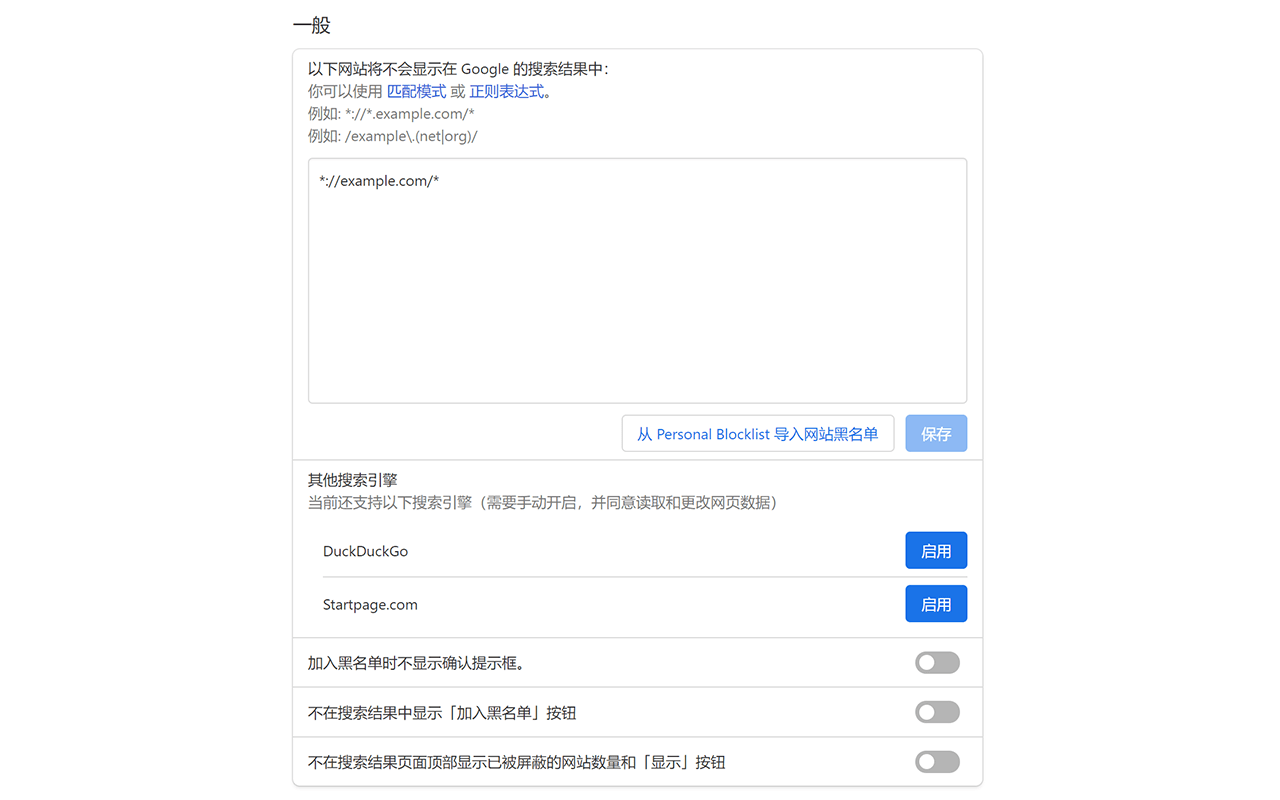 一般
以下网站将不会显示在 Google 的搜索结果中：
你可以使用 匹配模式 或 正则表达式。
例如: *://*.example.com/*
例如: /example\.(net|org)/
*://example.com/*
从 Personal Blocklist 导入网站黑名单
保存
其他搜索引擎
当前还支持以下搜索引擎（需要手动开启，并同意读取和更改网页数据）
DuckDuckGo
启用
Startpage.com
启用
加入黑名单时不显示确认提示框。
不在搜索结果中显示「加入黑名单」按钮
不在搜索结果页面顶部显示已被屏蔽的网站数量和「显示」按钮